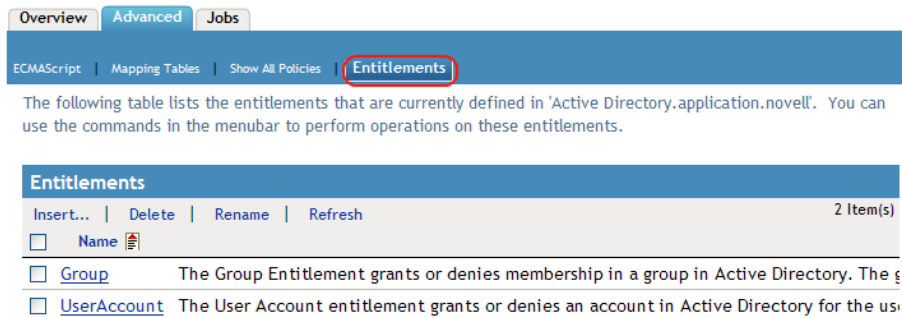 Overview Advanced Jobs
ECMAScript | Mapping Tables | Show All Policies | Entitlements
The following table lists the entitlements that are currently defined in 'Active Directory.application.novell'. You can
use the commands in the menubar to perform operations on these entitlements.
Entitlements
Insert... | Delete | Rename | Refresh 2 Item(s)
Name
Group The Group Entitlement grants or denies membership in a group in Active Directory. The
UserAccount The User Account entitlement grants or denies an account in Active Directory for the